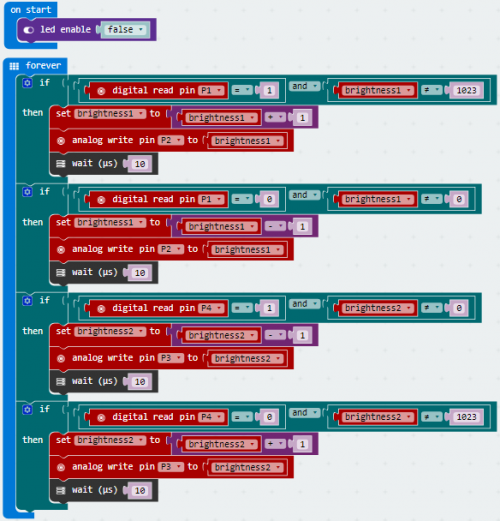 on start
led enable false
forever
if digital read pin P1 = 1 and brightness1 ≠ 1023
then set brightness1 to brightness1 + 1
analog write pin P2 to brightness1
wait (µs) 10
if digital read pin P1 = 0 and brightness1 ≠ 0
then set brightness1 to brightness1 - 1
analog write pin P2 to brightness1
wait (µs) 10
if digital read pin P4 = 1 and brightness2 ≠ 0
then set brightness2 to brightness2 - 1
analog write pin P3 to brightness2
wait (µs) 10
if digital read pin P4 = 0 and brightness2 ≠ 1023
then set brightness2 to brightness2 + 1
analog write pin P3 to brightness2
wait (µs) 10